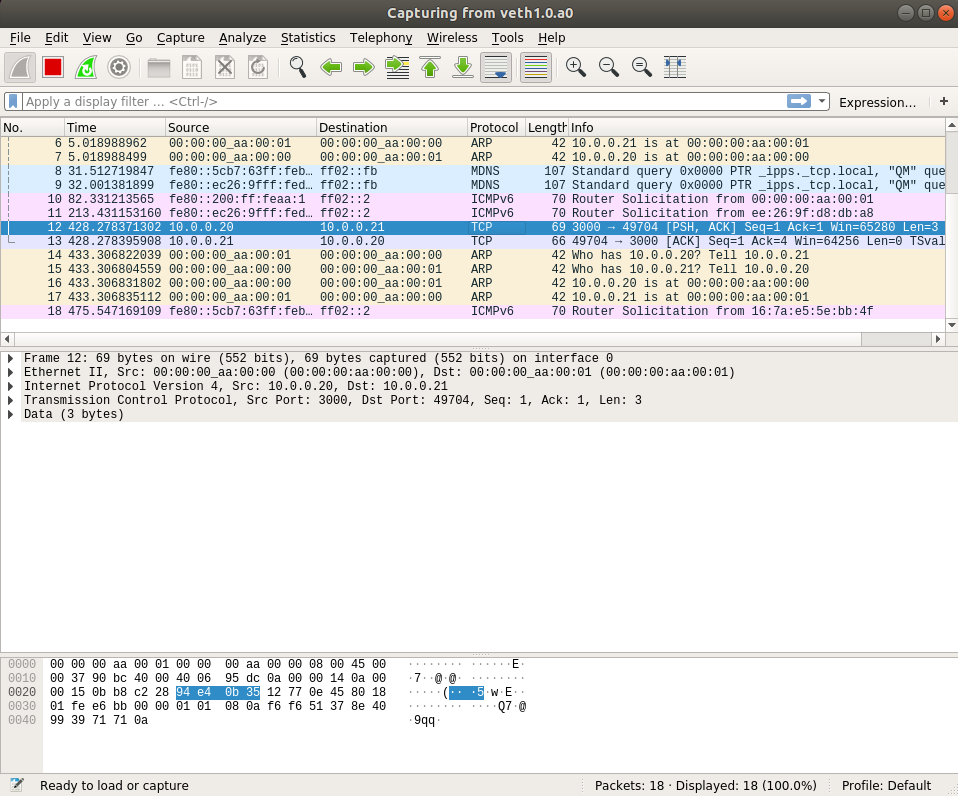 Capturing from veth1.0.a0
File Edit View Go Capture Analyze Statistics Telephony Wireless Tools Help
Apply a display filter ... <Ctrl-/> Expression... +
No. Time Source Destination Protocol Length Info
6 5.018988962 00:00:00_aa:00:01 00:00:00_aa:00:00 ARP 42 10.0.0.21 is at 00:00:00:aa:00:01
7 5.018988499 00:00:00_aa:00:00 00:00:00_aa:00:01 ARP 42 10.0.0.20 is at 00:00:00:aa:00:00
8 31.512719847 fe80::5cb7:63ff:feb… ff02::fb MDNS 107 Standard query 0x0000 PTR _ipps._tcp.local, "QM" que
9 32.001381899 fe80::ec26:9fff:fed… ff02::fb MDNS 107 Standard query 0x0000 PTR _ipps._tcp.local, "QM" que
10 82.331213565 fe80::200:ff:feaa:1 ff02::2 ICMPv6 70 Router Solicitation from 00:00:00:aa:00:01
11 213.431153160 fe80::ec26:9fff:fed… ff02::2 ICMPv6 70 Router Solicitation from ee:26:9f:d8:db:a8
12 428.278371302 10.0.0.20 10.0.0.21 TCP 69 3000 → 49704 [PSH, ACK] Seq=1 Ack=1 Win=65280 Len=3
13 428.278395908 10.0.0.21 10.0.0.20 TCP 66 49704 → 3000 [ACK] Seq=1 Ack=4 Win=64256 Len=0 TSval
14 433.306822039 00:00:00_aa:00:01 00:00:00_aa:00:00 ARP 42 Who has 10.0.0.20? Tell 10.0.0.21
15 433.306804559 00:00:00_aa:00:00 00:00:00_aa:00:01 ARP 42 Who has 10.0.0.21? Tell 10.0.0.20
16 433.306831802 00:00:00_aa:00:00 00:00:00_aa:00:01 ARP 42 10.0.0.20 is at 00:00:00:aa:00:00
17 433.306835112 00:00:00_aa:00:01 00:00:00_aa:00:00 ARP 42 10.0.0.21 is at 00:00:00:aa:00:01
18 475.547169109 fe80::5cb7:63ff:feb… ff02::2 ICMPv6 70 Router Solicitation from 16:7a:e5:5e:bb:4f
Frame 12: 69 bytes on wire (552 bits), 69 bytes captured (552 bits) on interface 0
Ethernet II, Src: 00:00:00_aa:00:00 (00:00:00:aa:00:00), Dst: 00:00:00_aa:00:01 (00:00:00:aa:00:01)
Internet Protocol Version 4, Src: 10.0.0.20, Dst: 10.0.0.21
Transmission Control Protocol, Src Port: 3000, Dst Port: 49704, Seq: 1, Ack: 1, Len: 3
Data (3 bytes)
0000 00 00 00 aa 00 01 00 00 00 aa 00 00 08 00 45 00 ········ ······E·
0010 00 37 90 bc 40 00 40 06 95 dc 0a 00 00 14 0a 00 ·7··@·@· ········
0020 00 15 0b b8 c2 28 94 e4 0b 35 12 77 0e 45 80 18 ·····(·· ·5·w·E··
0030 01 fe e6 bb 00 00 01 01 08 0a f6 f6 51 37 8e 40 ········ ····Q7·@
0040 99 39 71 71 0a ·9qq·
Ready to load or capture Packets: 18 · Displayed: 18 (100.0%) Profile: Default